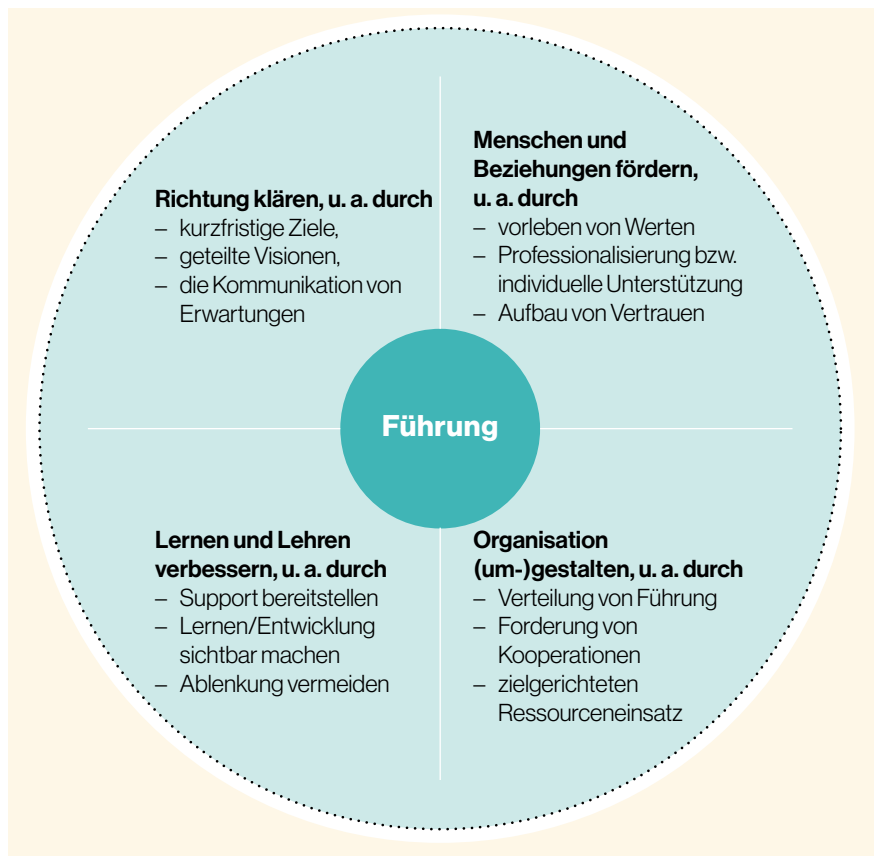 Richtung klären, u. a. durch
– kurzfristige Ziele,
– geteilte Visionen,
– die Kommunikation von
Erwartungen
Menschen und
Beziehungen fördern,
u. a. durch
– vorleben von Werten
– Professionalisierung bzw.
individuelle Unterstützung
– Aufbau von Vertrauen
Führung
Lernen und Lehren
verbessern, u. a. durch
– Support bereitstellen
– Lernen/Entwicklung
sichtbar machen
– Ablenkung vermeiden
Organisation
(um-)gestalten, u. a. durch
– Verteilung von Führung
– Forderung von
Kooperationen
– zielgerichteten
Ressourceneinsatz